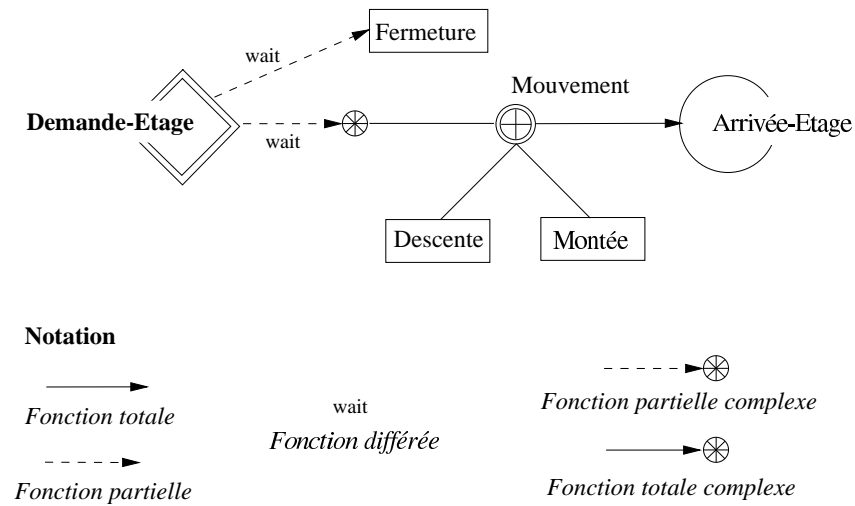 Fermeture
wait
Mouvement
Demande-Etage
wait
Arrivée-Etage
Descente
Montée
Notation
Fonction totale
wait
Fonction différée
Fonction partielle complexe
Fonction partielle
Fonction totale complexe